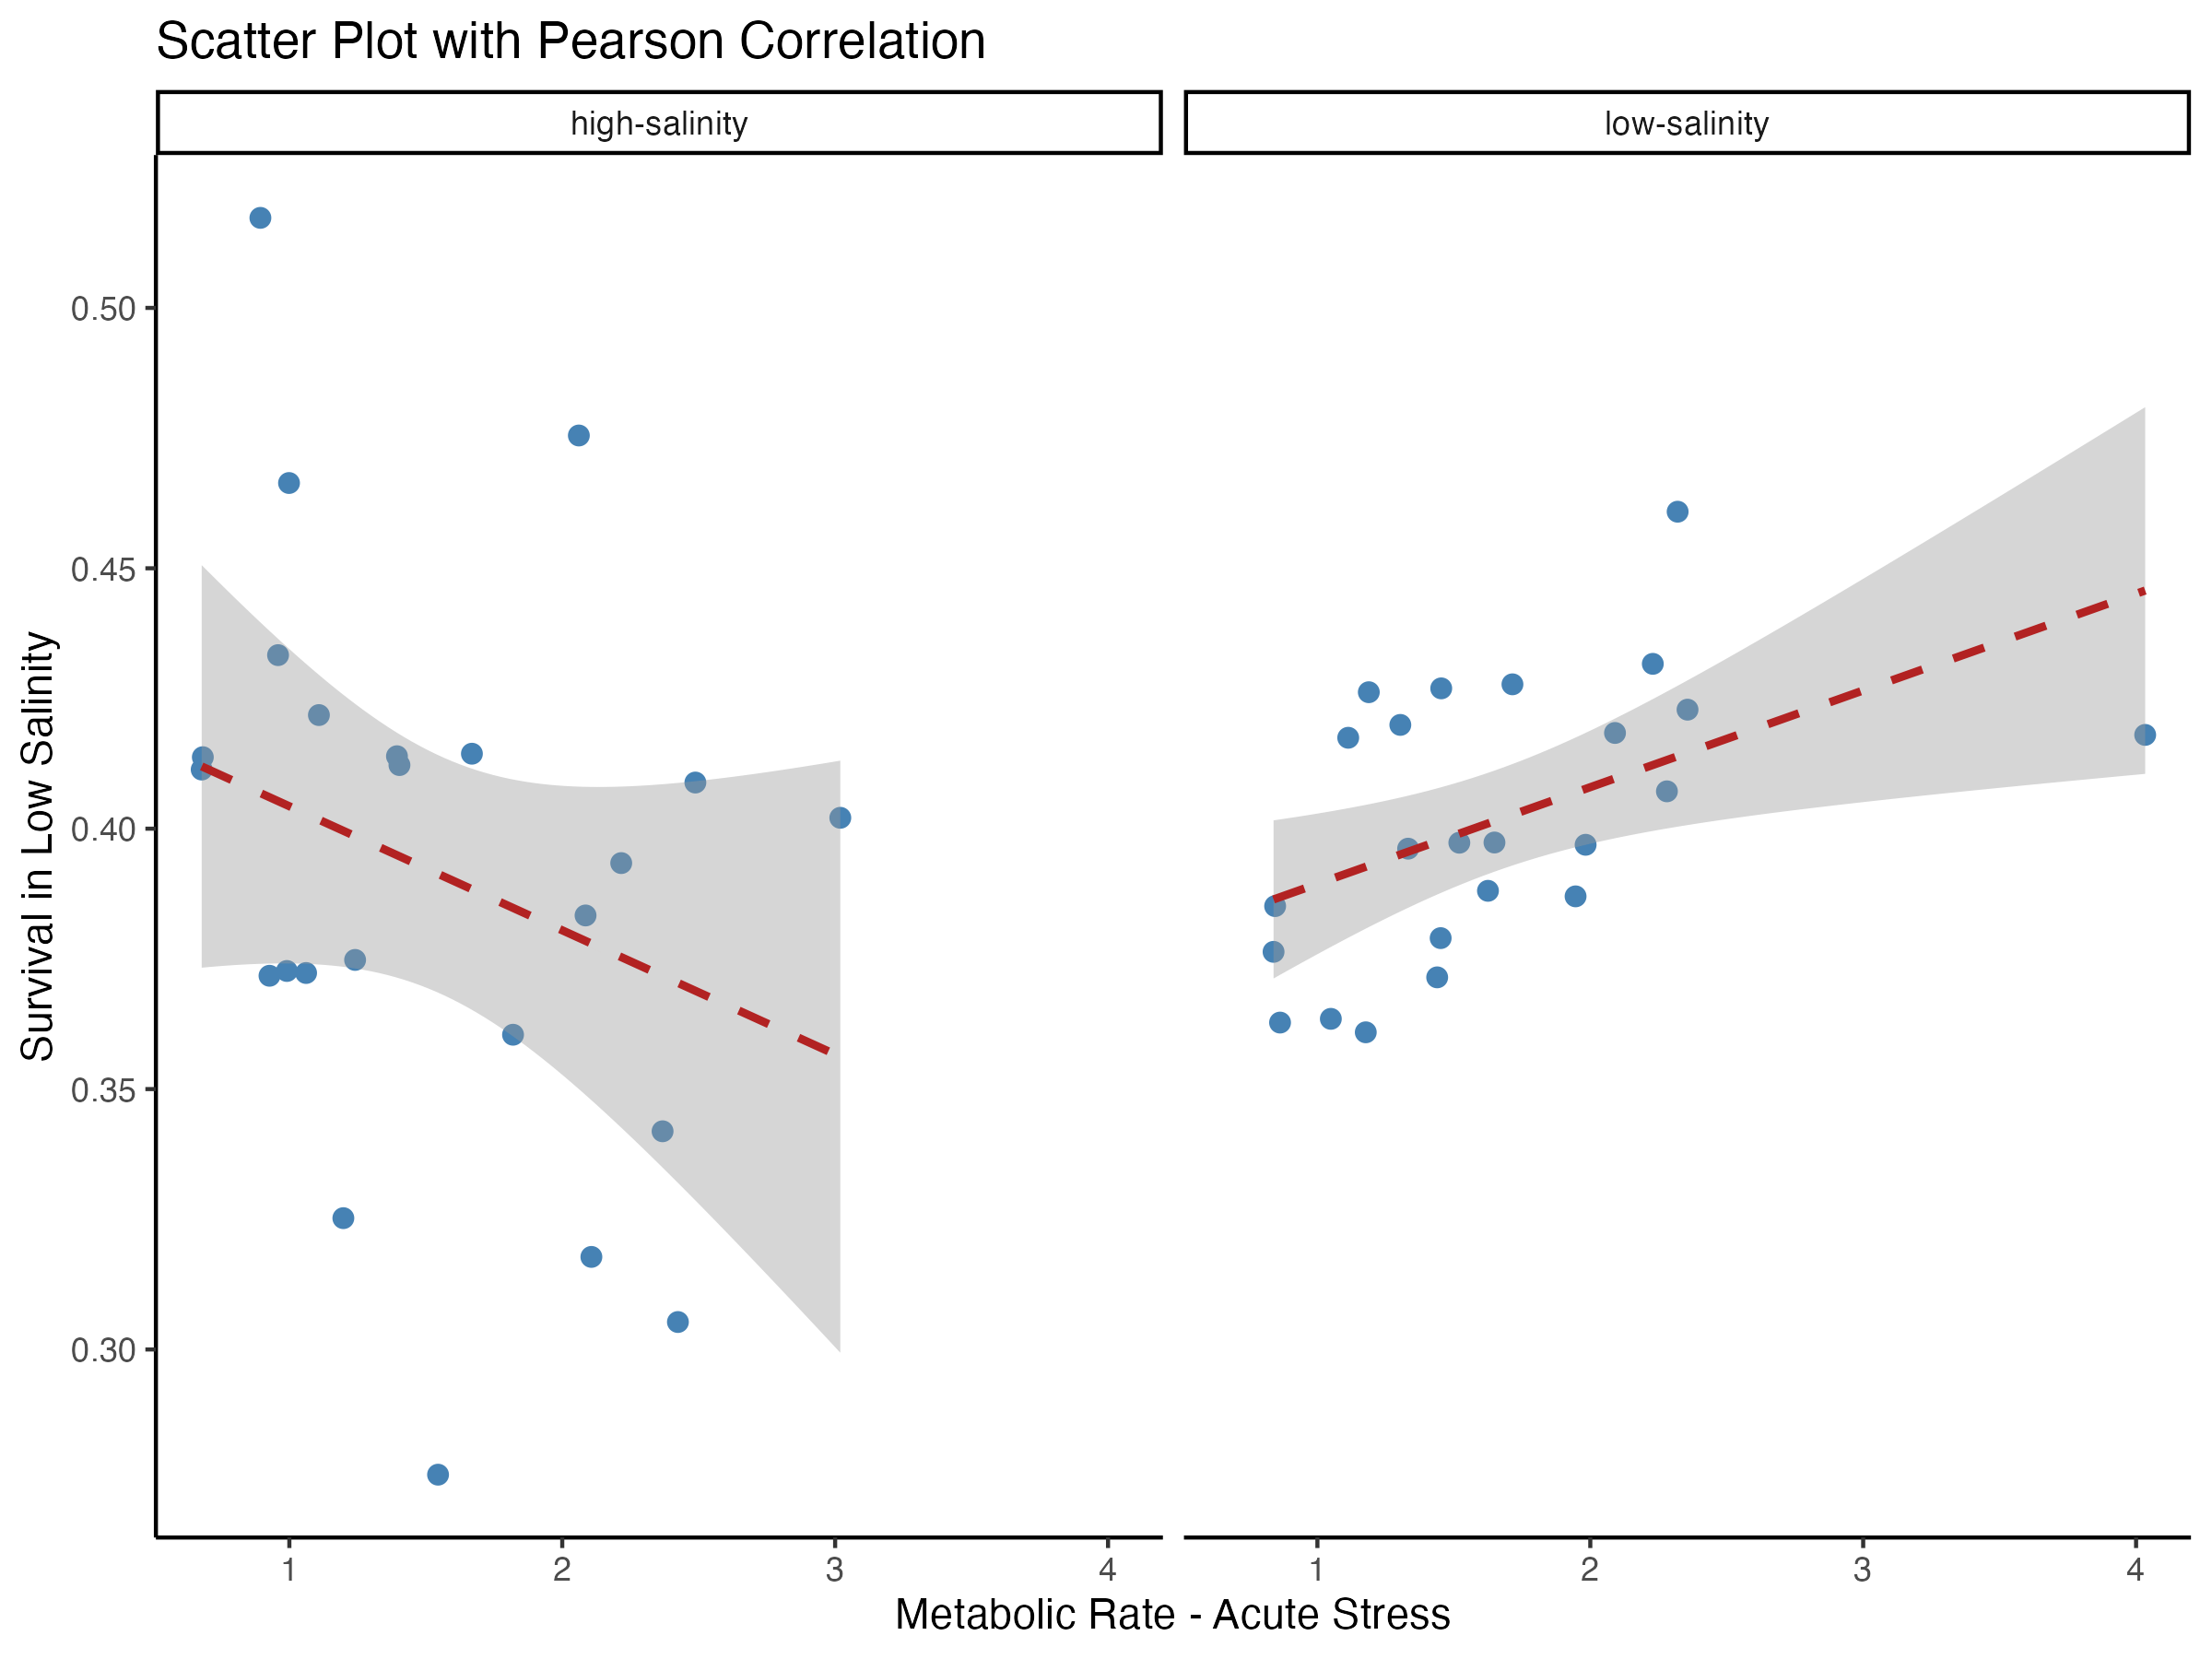 Scatter Plot with Pearson Correlation
high-salinity
low-salinity
Survival in Low Salinity
0.50
0.45
0.40
0.35
0.30
1 2 3 4
1 2 3 4
Metabolic Rate - Acute Stress